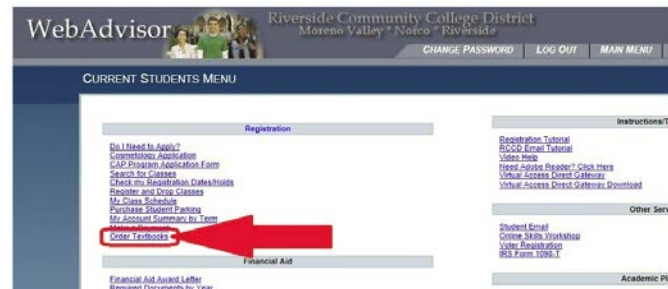 WebAdvisor
Riverside Community College District
Moreno Valley * Norco * Riverside
CHANGE PASSWORD LOG OUT MAIN MENU
CURRENT STUDENTS MENU
Registration
Do I Need to Apply?
Cosmetology Application
CAP Program Application Form
Search for Classes
Check my Registration Dates/Holds
Register and Drop Classes
My Class Schedule
Purchase Student Parking
My Account Summary by Term
Order Textbooks
Financial Aid
Financial Aid Award Letter
Required Documents by Year
Instructions/T
Registration Tutorial
RCCD Email Tutorial
Video Help
Need Adobe Reader? Click Here
Virtual Access Direct Gateway
Virtual Access Direct Gateway Download
Other Serv
Student Email
Online Skills Workshop
Voter Registration
IRS Form 1098-T
Academic Pl